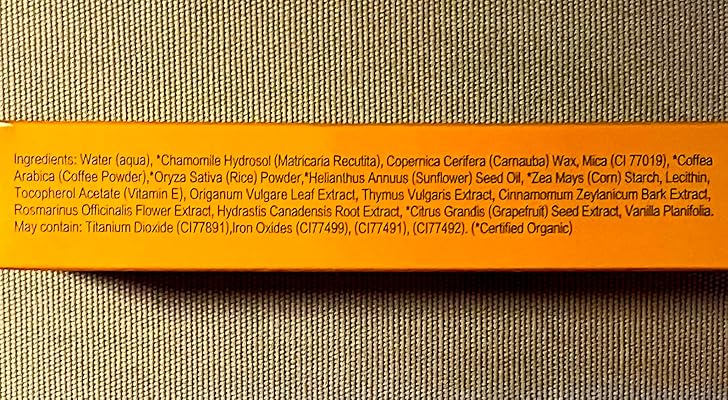 Ingredients: Water (aqua), *Chamomile Hydrosol (Matricaria Recutita), Copernica Cerifera (Carnauba) Wax, Mica (CI 77019), *Coffea
Arabica (Coffee Powder),*Oryza Sativa (Rice) Powder,*Helianthus Annuus (Sunflower) Seed Oil, *Zea Mays (Corn) Starch, Lecithin,
Tocopherol Acetate (Vitamin E), Origanum Vulgare Leaf Extract, Thymus Vulgaris Extract, Cinnamomum Zeylanicum Bark Extract,
Rosmarinus Officinalis Flower Extract, Hydrastis Canadensis Root Extract, *Citrus Grandis (Grapefruit) Seed Extract, Vanilla Planifolia.
May contain: Titanium Dioxide (CI77891),Iron Oxides (CI77499), (CI77491), (CI77492). (*Certified Organic)